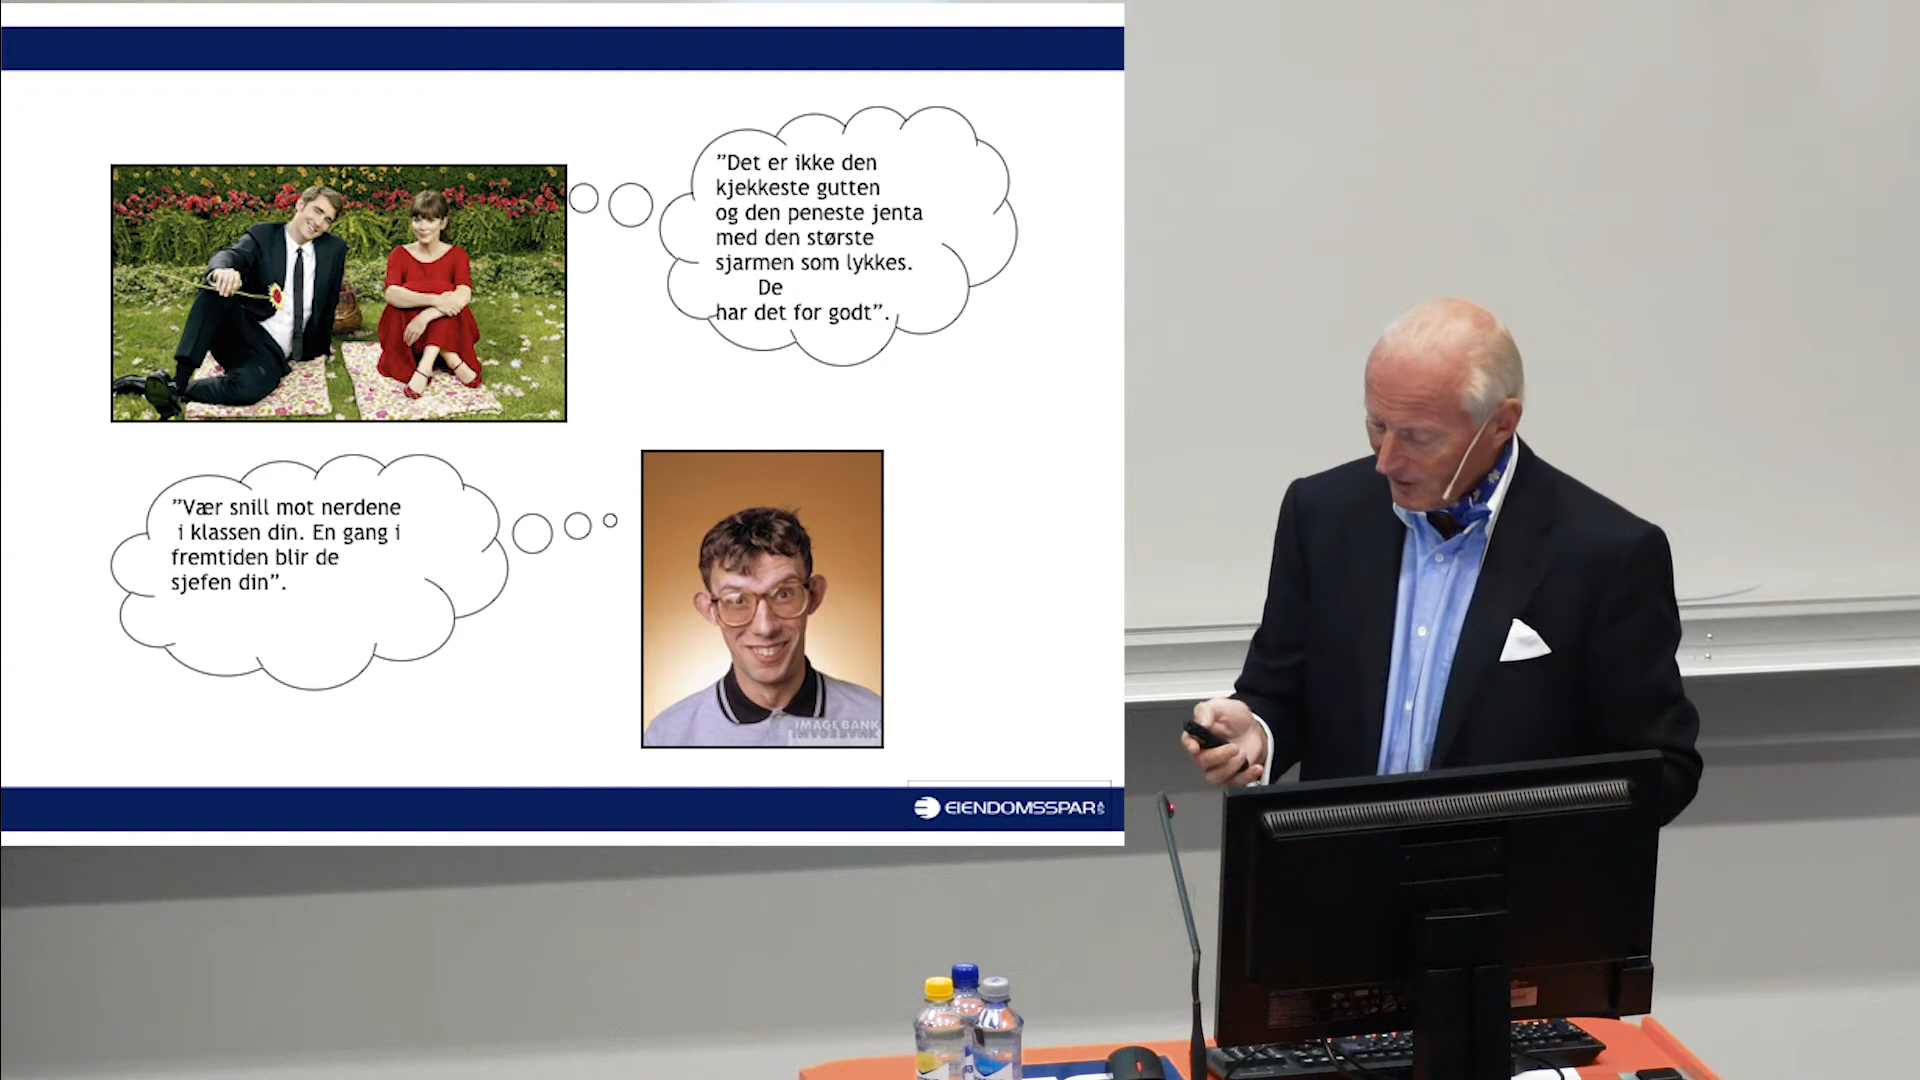 ”Det er ikke den
kjekkeste gutten
og den peneste jenta
med den største
sjarmen som lykkes.
De
har det for godt”.
”Vær snill mot nerdene
i klassen din. En gang i
fremtiden blir de
sjefen din”.
IMAGE BANK
EIENDOMSSPAR AS